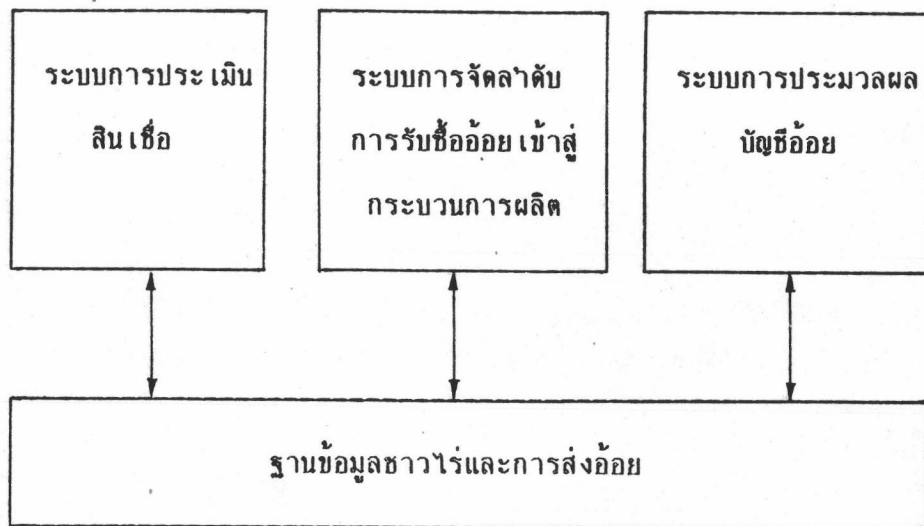 ระบบการประเมิน
สินเชื่อ
ระบบการจัดลำดับ
การรับซื้ออ้อยเข้าสู่
กระบวนการผลิต
ระบบการประมวลผล
บัญชีอ้อย
ฐานข้อมูลชาวไร่และการส่งอ้อย